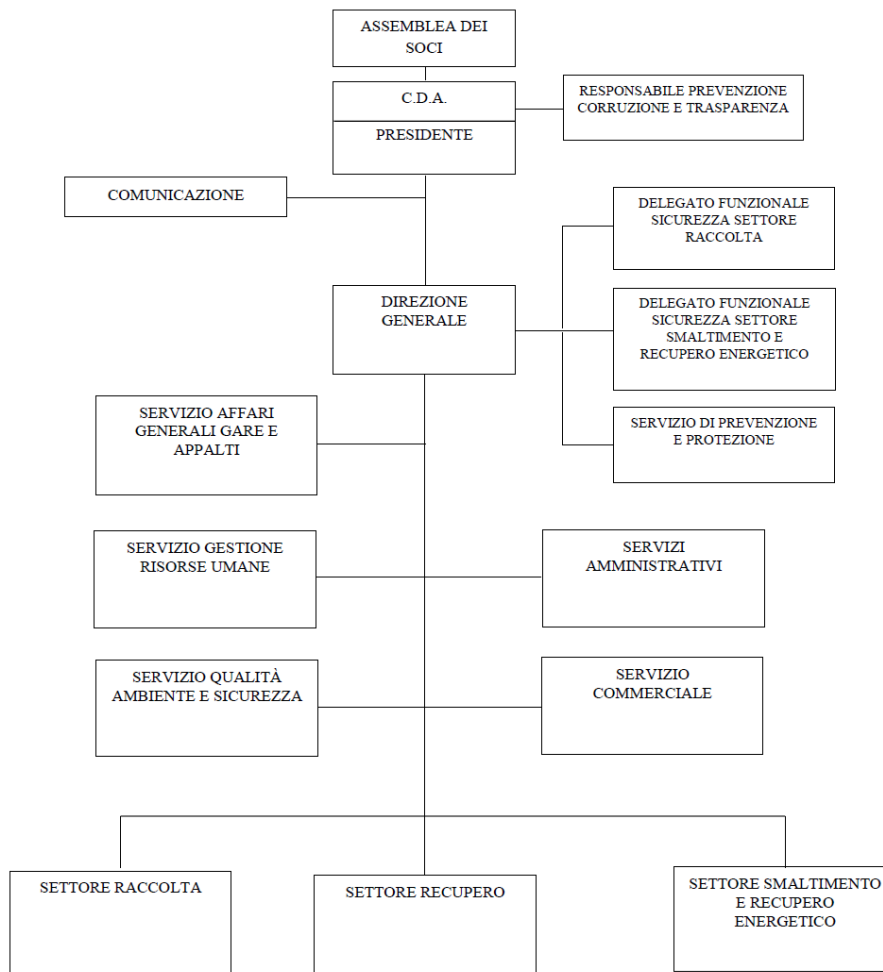 ASSEMBLEA DEI
SOCI
C.D.A.
PRESIDENTE
RESPONSABILE PREVENZIONE
CORRUZIONE E TRASPARENZA
COMUNICAZIONE
DELEGATO FUNZIONALE
SICUREZZA SETTORE
RACCOLTA
DIREZIONE
GENERALE
DELEGATO FUNZIONALE
SICUREZZA SETTORE
SMALTIMENTO E
RECUPERO ENERGETICO
SERVIZIO AFFARI
GENERALI GARE E
APPALTI
SERVIZIO DI PREVENZIONE
E PROTEZIONE
SERVIZIO GESTIONE
RISORSE UMANE
SERVIZI
AMMINISTRATIVI
SERVIZIO QUALITÀ
AMBIENTE E SICUREZZA
SERVIZIO
COMMERCIALE
SETTORE RACCOLTA
SETTORE RECUPERO
SETTORE SMALTIMENTO
E RECUPERO
ENERGETICO